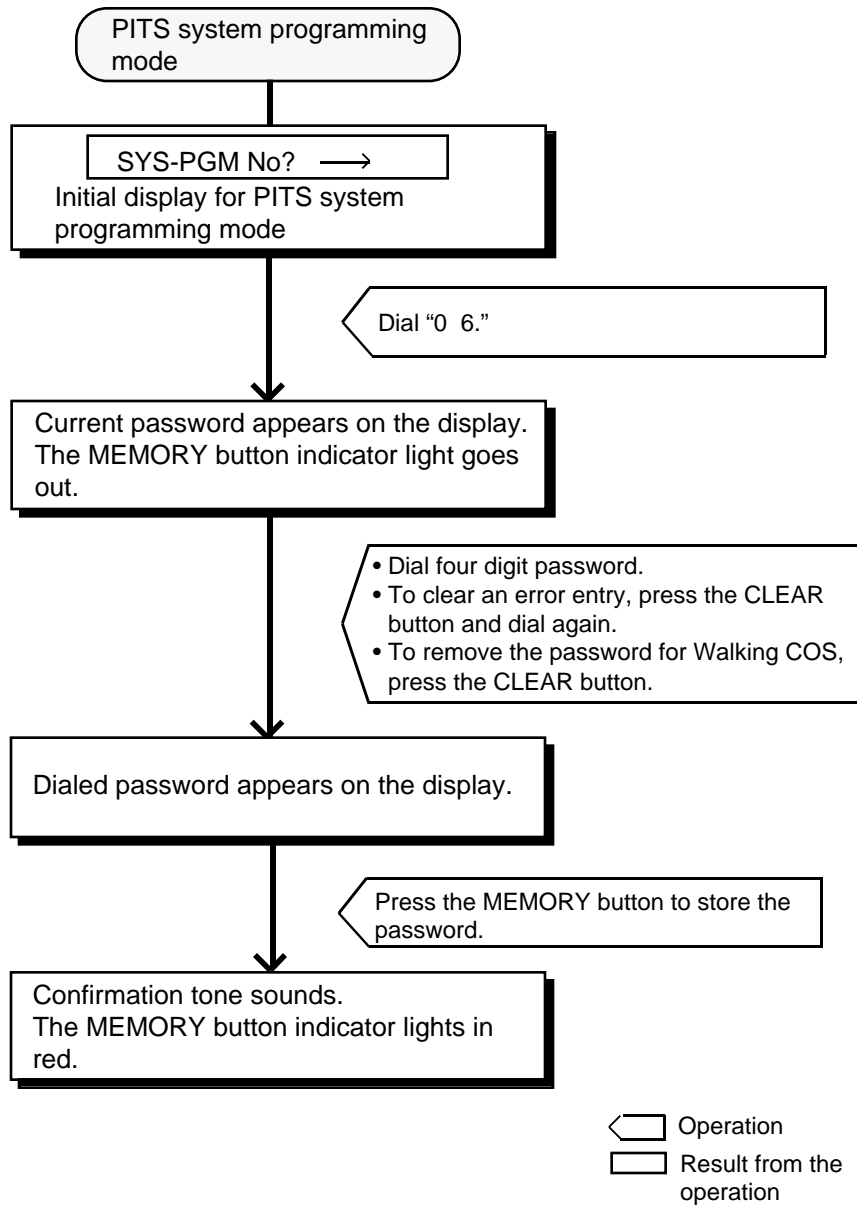 PITS system programming
mode
SYS-PGM No? →
Initial display for PITS system
programming mode
Dial “0 6.”
Current password appears on the display.
The MEMORY button indicator light goes
out.
• Dial four digit password.
• To clear an error entry, press the CLEAR
button and dial again.
• To remove the password for Walking COS,
press the CLEAR button.
Dialed password appears on the display.
Press the MEMORY button to store the
password.
Confirmation tone sounds.
The MEMORY button indicator lights in
red.
Operation
Result from the
operation